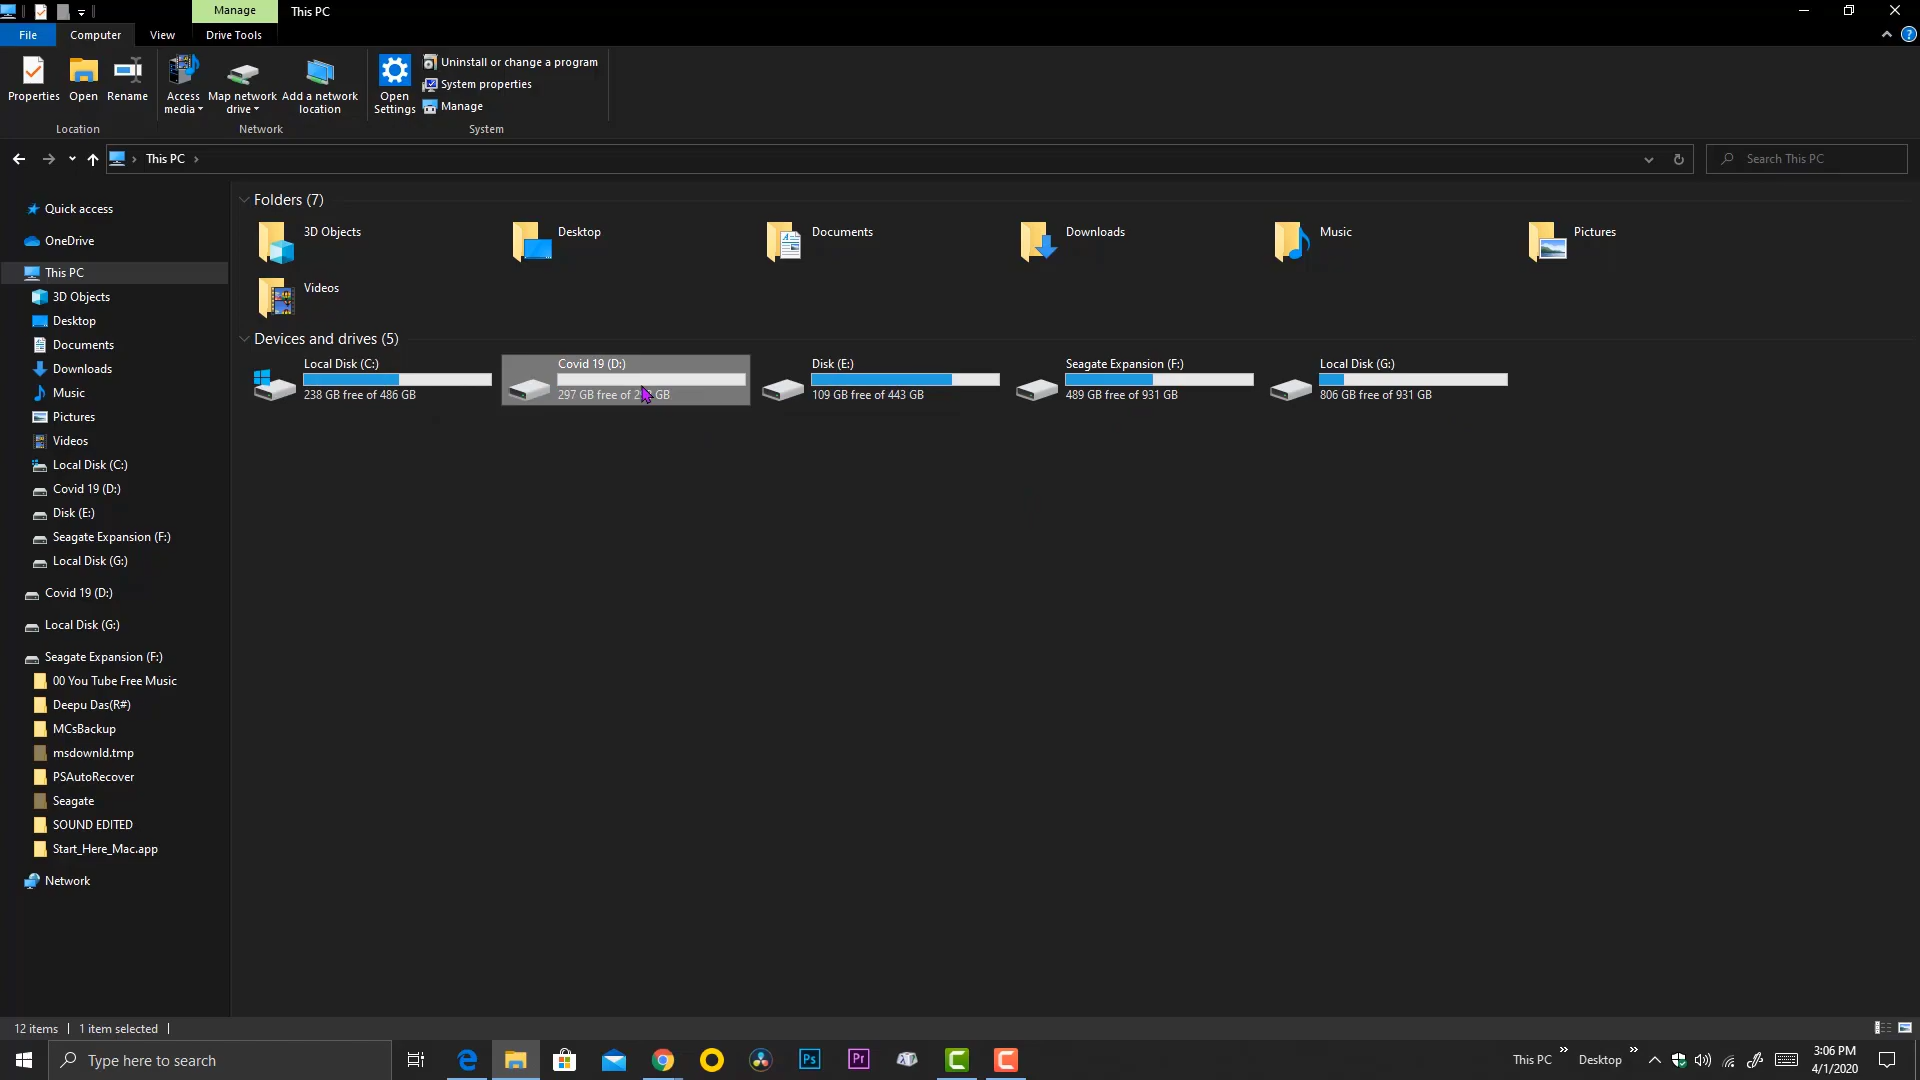 Manage
This PC
File
Computer
View
Drive Tools
Properties
Open
Rename
Access media
Map network drive
Add a network location
Open Settings
Uninstall or change a program
System properties
Manage
Location
Network
System
This PC
Search This PC
Quick access
OneDrive
This PC
3D Objects
Desktop
Documents
Downloads
Music
Pictures
Videos
Local Disk (C:)
Covid 19 (D:)
Disk (E:)
Seagate Expansion (F:)
Local Disk (G:)
Covid 19 (D:)
Local Disk (G:)
Seagate Expansion (F:)
00 You Tube Free Music
Deepu Das(R#)
MCsBackup
msdownld.tmp
PSAutoRecover
Seagate
SOUND EDITED
Start_Here_Mac.app
Network
Folders (7)
3D Objects
Desktop
Documents
Downloads
Music
Pictures
Videos
Devices and drives (5)
Local Disk (C:)
238 GB free of 486 GB
Covid 19 (D:)
297 GB free of GB
Disk (E:)
109 GB free of 443 GB
Seagate Expansion (F:)
489 GB free of 931 GB
Local Disk (G:)
806 GB free of 931 GB
12 items
1 item selected
Type here to search
Ps
Pr
This PC
Desktop
3:06 PM
4/1/2020